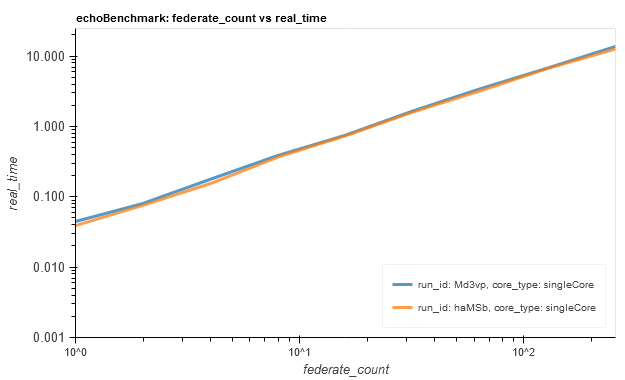 echoBenchmark: federate_count vs real_time
10.000
1.000
0.100
0.010
0.001
real_time
10^0
10^1
10^2
federate_count
run_id: Md3vp, core_type: singleCore
run_id: haMSb, core_type: singleCore